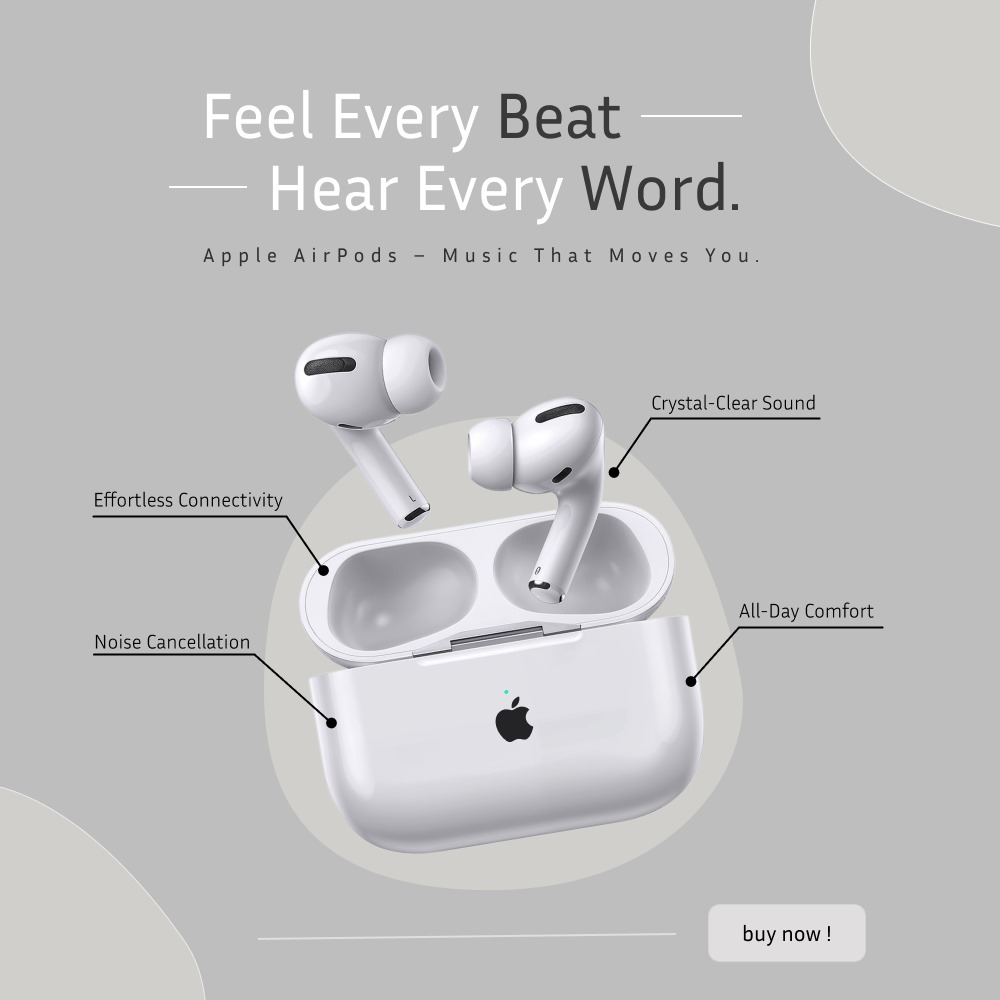 Feel Every Beat
Hear Every Word.
Apple AirPods – Music That Moves You.
Crystal-Clear Sound
Effortless Connectivity
All-Day Comfort
Noise Cancellation
L
buy now !